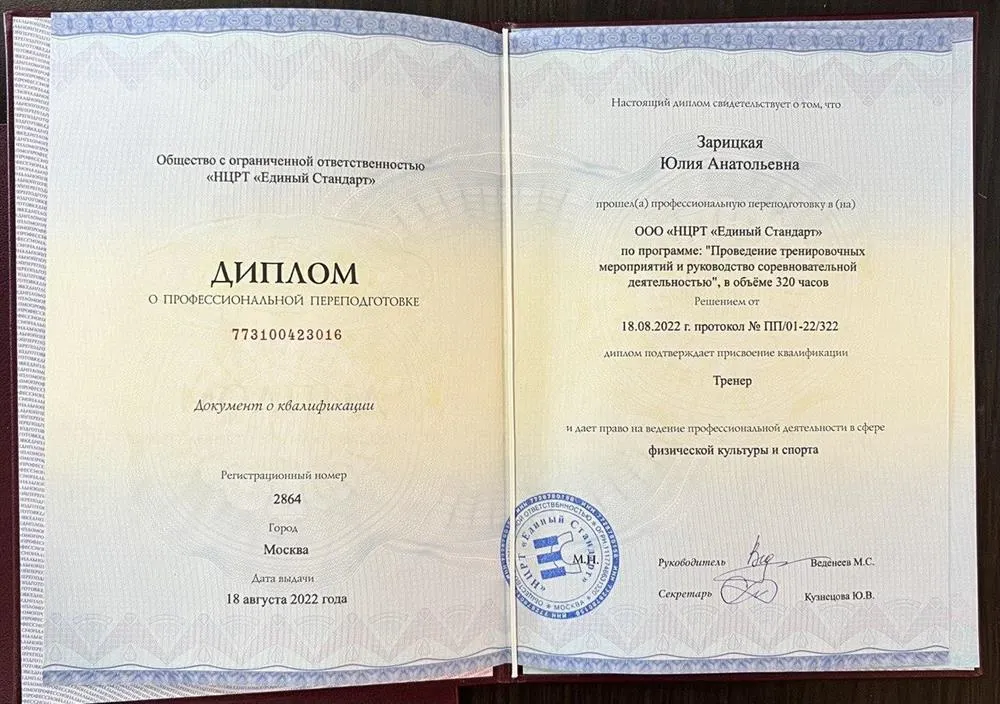 Общество с ограниченной ответственностью
«НЦРТ «Единый Стандарт»
ДИПЛОМ
О ПРОФЕССИОНАЛЬНОЙ ПЕРЕПОДГОТОВКЕ
773100423016
Документ о квалификации
Регистрационный номер
2864
Город
Москва
Дата выдачи
18 августа 2022 года
Настоящий диплом свидетельствует о том, что
Зарицкая
Юлия Анатольевна
прошел(а) профессиональную переподготовку в (на)
ООО «НЦРТ «Единый Стандарт»
по программе: "Проведение тренировочных
мероприятий и руководство соревновательной
деятельностью", в объёме 320 часов
Решением от
18.08.2022 г. протокол № ПП/01-22/322
диплом подтверждает присвоение квалификации
Тренер
и дает право на ведение профессиональной деятельности в сфере
физической культуры и спорта
М.П.
Руководитель
Веденеев М.С.
Секретарь
Кузнецова Ю.В.
«НЦРТ «Единый Стандарт»
МОСКВА